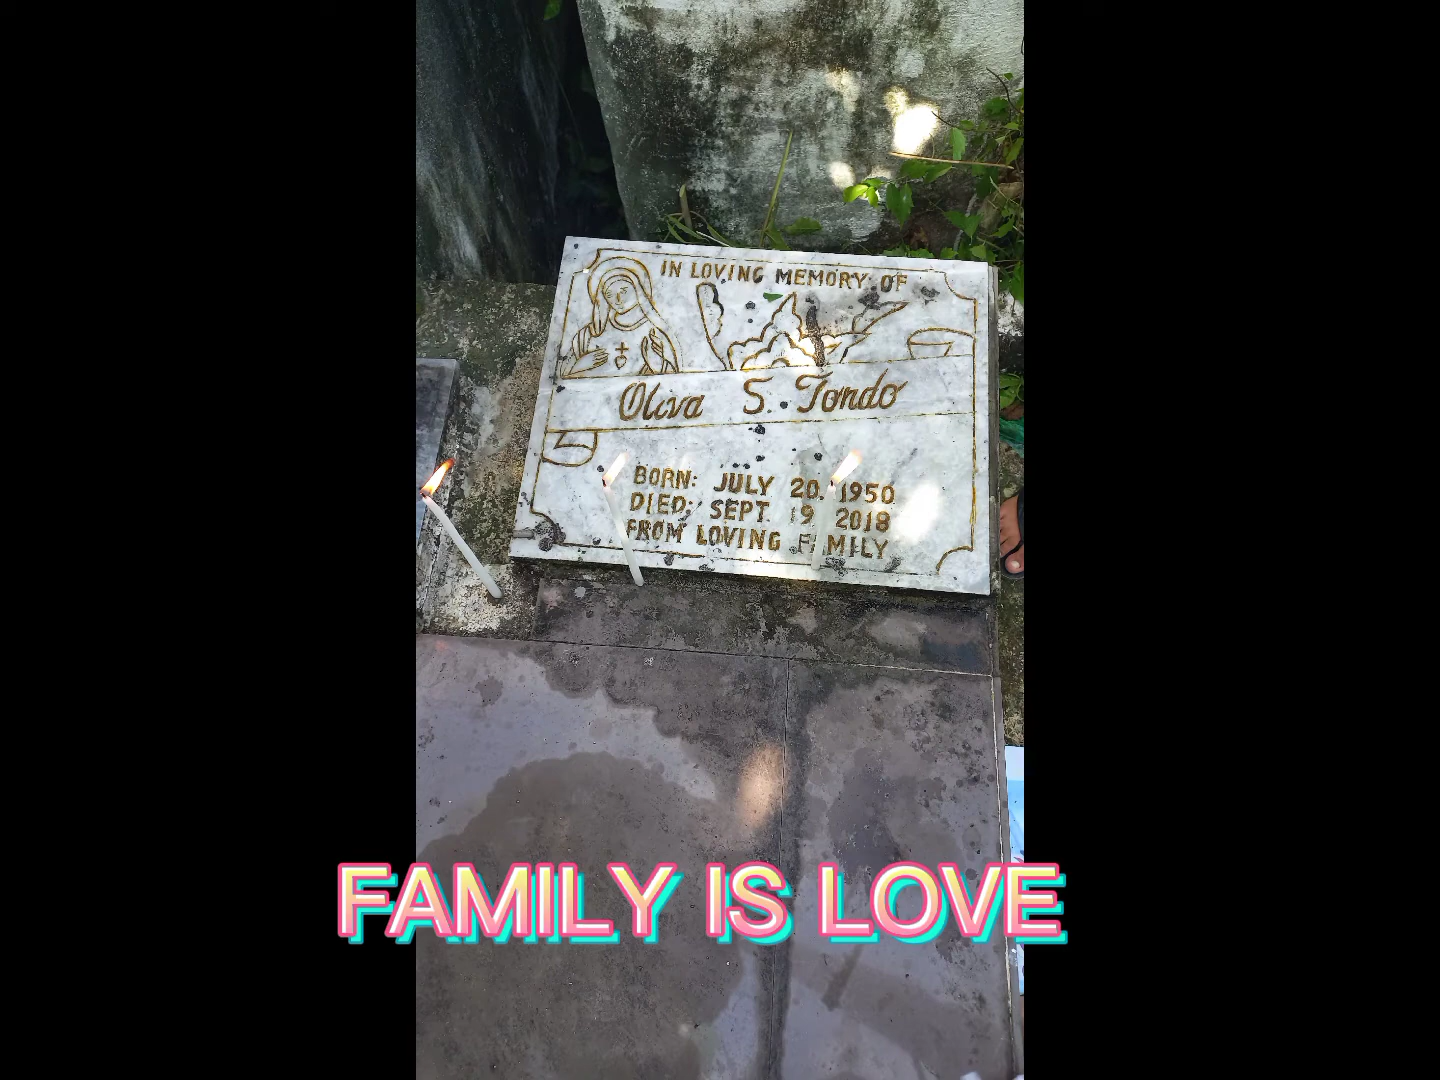 IN LOVING MEMORY OF
Oliva S. Tondo
BORN: JULY 20, 1950
DIED: SEPT. 19 2018
FROM LOVING FAMILY
FAMILY IS LOVE